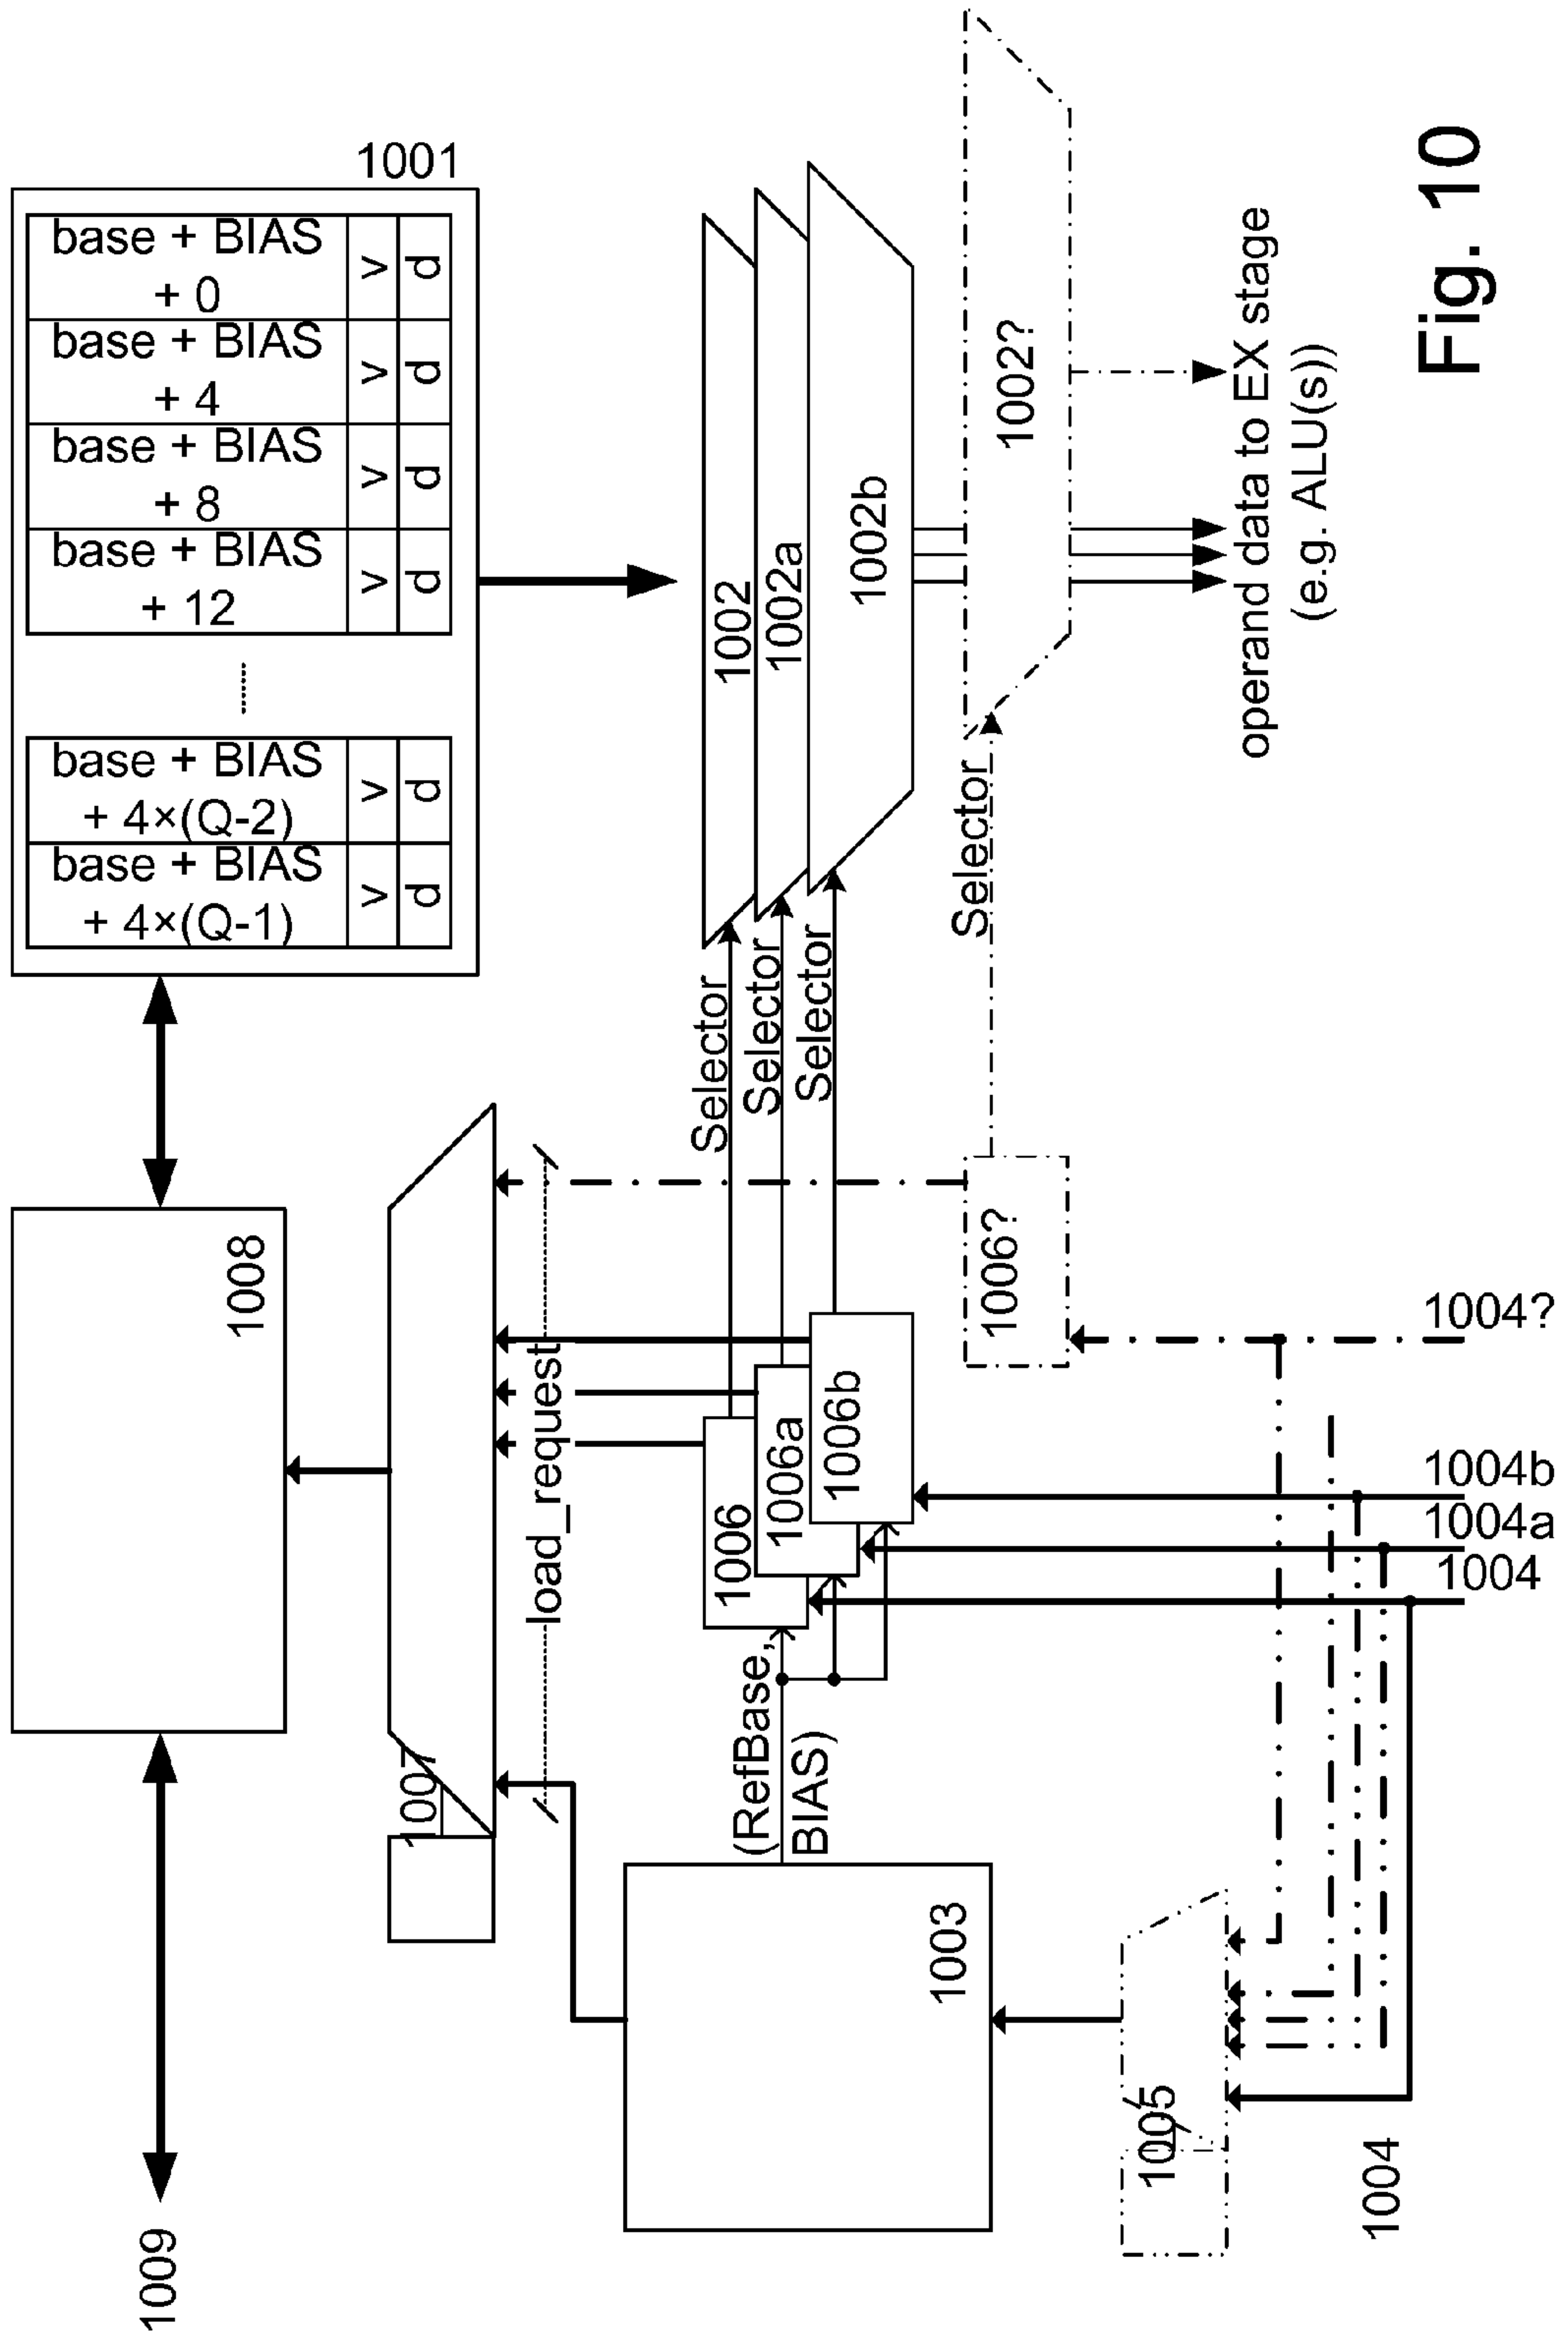 1001
base + BIAS
+ 0
v
d
base + BIAS
+ 4
v
d
base + BIAS
+ 8
v
d
base + BIAS
+ 12
v
d
base + BIAS
+ 4×(Q-2)
v
d
base + BIAS
+ 4×(Q-1)
v
d
1008
1009
1007
load_request
1002
1002a
1002b
1002?
Selector
Selector
Selector
Selector
1006
1006a
1006b
1006?
(RefBase,
BIAS)
1003
1005
1004?
1004b
1004a
1004
1004
operand data to EX stage
(e.g. ALU(s))
Fig. 10